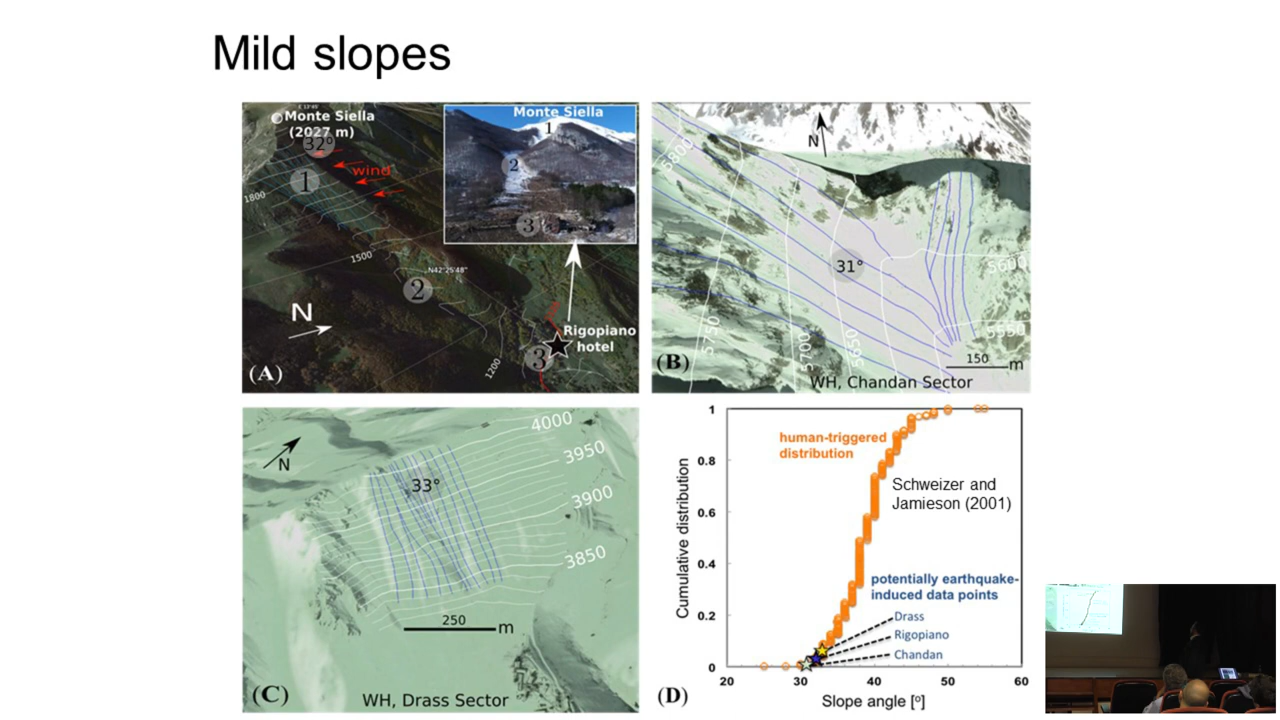 Mild slopes
Monte Siella
(2027 m)
32°
wind
1
1800
1500
N42°25'48"
2
N
Rigopiano
hotel
3
1200
(A)
Monte Siella
1
2
3
N
5800
31°
5600
5550
5750
5700
5650
150
m
(B)
WH, Chandan Sector
N
33°
4000
3950
3900
3850
250
m
(C)
WH, Drass Sector
Cumulative distribution
1
0.8
0.6
0.4
0.2
0
human-triggered
distribution
Schweizer and
Jamieson (2001)
potentially earthquake-
induced data points
Drass
Rigopiano
Chandan
20
30
40
50
60
(D)
Slope angle [°]